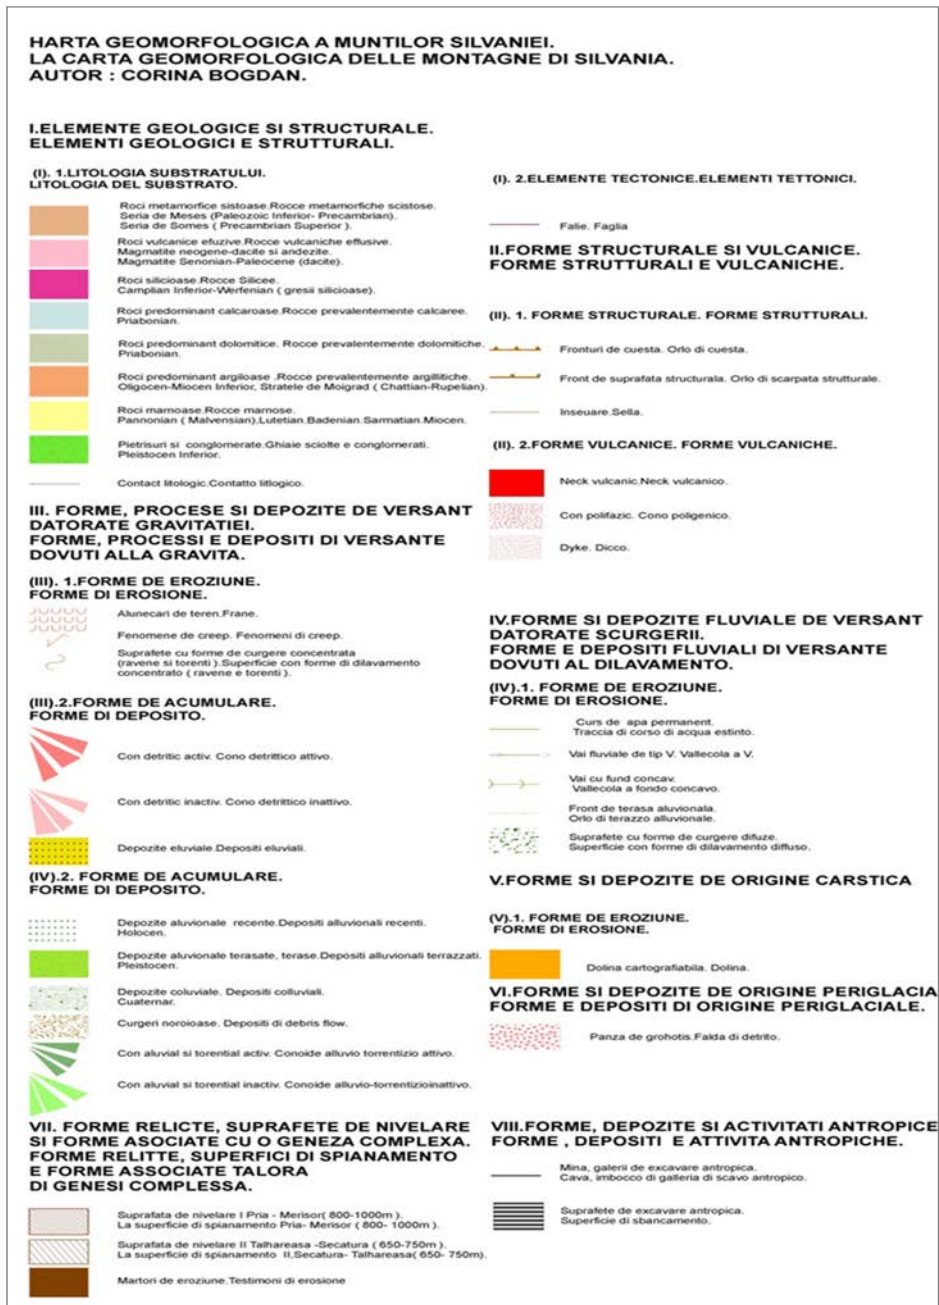 HARTA GEOMORFOLOGICA A MUNTILOR SILVANIEI.
LA CARTA GEOMORFOLOGICA DELLE MONTAGNE DI SILVANIA.
AUTOR : CORINA BOGDAN.
I.ELEMENTE GEOLOGICE SI STRUCTURALE.
ELEMENTI GEOLOGICI E STRUTTURALI.
(I). 1.LITOLOGIA SUBSTRATULUI.
LITOLOGIA DEL SUBSTRATO.
Roci metamorfice sistoase.Rocce metamorfiche scistose.
Seria de Meses (Paleozoic Inferior- Precambrian).
Seria de Somes ( Precambrian Superior ).
Roci vulcanice efuzive.Rocce vulcaniche effusive.
Magmatite neogene-dacite si andezite.
Magmatite Senonian-Paleocene (dacite).
Roci silicioase.Rocce Silicee.
Camplian Inferior-Werfenian ( gresii silicioase).
Roci predominant calcaroase.Rocce prevalentemente calcaree.
Priabonian.
Roci predominant dolomitice. Rocce prevalentemente dolomitiche.
Priabonian.
Roci predominant argiloase .Rocce prevalentemente argillitiche.
Oligocen-Miocen Inferior, Stratele de Moigrad ( Chattian-Rupelian).
Roci marnoase.Rocce marnose.
Pannonian ( Malvensian),Lutetian.Badenian.Sarmatian.Miocen.
Pietrisuri si conglomerate.Ghiaie sciolte e conglomerati.
Pleistocen Inferior.
Contact litologic.Contatto litlogico.
III. FORME, PROCESE SI DEPOZITE DE VERSANT
DATORATE GRAVITATIEI.
FORME, PROCESSI E DEPOSITI DI VERSANTE
DOVUTI ALLA GRAVITA.
(III). 1.FORME DE EROZIUNE.
FORME DI EROSIONE.
Alunecari de teren.Frane.
Fenomene de creep. Fenomeni di creep.
Suprafete cu forme de curgere concentrata
(ravene si torenti ).Superficie con forme di dilavamento
concentrato ( ravene e torenti ).
(III).2.FORME DE ACUMULARE.
FORME DI DEPOSITO.
Con detritic activ. Cono detrittico attivo.
Con detritic inactiv. Cono detrittico inattivo.
Depozite eluviale.Depositi eluviali.
(IV).2. FORME DE ACUMULARE.
FORME DI DEPOSITO.
Depozite aluvionale recente.Depositi alluvionali recenti.
Holocen.
Depozite aluvionale terasate, terase.Depositi alluvionali terrazzati.
Pleistocen.
Depozite coluviale. Depositi colluviali.
Cuaternar.
Curgeri noroioase. Depositi di debris flow.
Con aluvial si torential activ. Conoide alluvio torrentizio attivo.
Con aluvial si torential inactiv. Conoide alluvio-torrentizioinattivo.
VII. FORME RELICTE, SUPRAFETE DE NIVELARE
SI FORME ASOCIATE CU O GENEZA COMPLEXA.
FORME RELITTE, SUPERFICI DI SPIANAMENTO
E FORME ASSOCIATE TALORA
DI GENESI COMPLESSA.
Suprafata de nivelare I Pria - Merisor( 800-1000m ).
La superficie di spianamento Pria- Merisor ( 800- 1000m ).
Suprafata de nivelare II Talhareasa -Secatura ( 650-750m ).
La superficie di spianamento II,Secatura- Talhareasa( 650- 750m).
Martori de eroziune.Testimoni di erosione
(I). 2.ELEMENTE TECTONICE.ELEMENTI TETTONICI.
Falie. Faglia
II.FORME STRUCTURALE SI VULCANICE.
FORME STRUTTURALI E VULCANICHE.
(II). 1. FORME STRUCTURALE. FORME STRUTTURALI.
Fronturi de cuesta. Orlo di cuesta.
Front de suprafata structurala. Orlo di scarpata strutturale.
Inseuare.Sella.
(II). 2.FORME VULCANICE. FORME VULCANICHE.
Neck vulcanic.Neck vulcanico.
Con polifazic. Cono poligenico.
Dyke. Dicco.
IV.FORME SI DEPOZITE FLUVIALE DE VERSANT
DATORATE SCURGERII.
FORME E DEPOSITI FLUVIALI DI VERSANTE
DOVUTI AL DILAVAMENTO.
(IV).1. FORME DE EROZIUNE.
FORME DI EROSIONE.
Curs de apa permanent.
Traccia di corso di acqua estinto.
Vai fluviale de tip V. Vallecola a V.
Vai cu fund concav.
Vallecola a fondo concavo.
Front de terasa aluvionala.
Orlo di terazzo alluvionale.
Suprafete cu forme de curgere difuze.
Superficie con forme di dilavamento diffuso.
V.FORME SI DEPOZITE DE ORIGINE CARSTICA
(V).1. FORME DE EROZIUNE.
FORME DI EROSIONE.
Dolina cartografiabila. Dolina.
VI.FORME SI DEPOZITE DE ORIGINE PERIGLACIA
FORME E DEPOSITI DI ORIGINE PERIGLACIALE.
Panza de grohotis.Falda di detrito.
VIII.FORME, DEPOZITE SI ACTIVITATI ANTROPICE
FORME , DEPOSITI E ATTIVITA ANTROPICHE.
Mina, galerii de excavare antropica.
Cava, imbocco di galleria di scavo antropico.
Suprafete de excavare antropica.
Superficie di sbancamento.